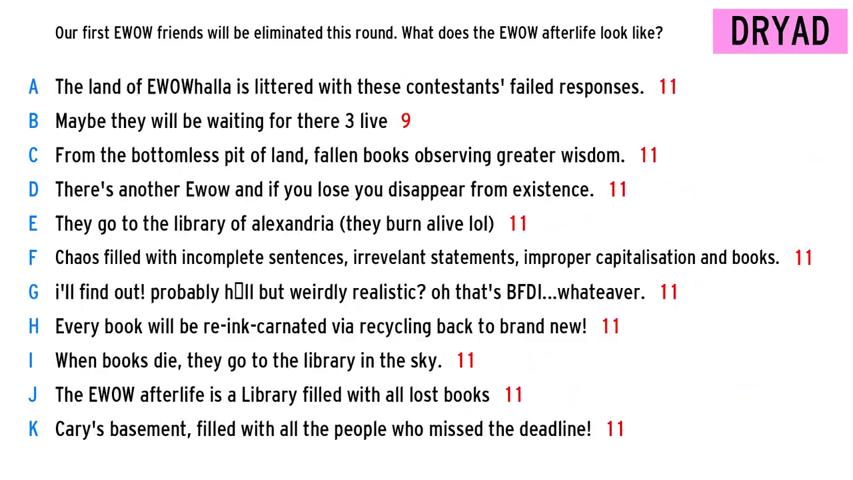 Our first EWOW friends will be eliminated this round. What does the EWOW afterlife look like?
DRYAD
A The land of EWOWhalla is littered with these contestants' failed responses. 11
B Maybe they will be waiting for there 3 live 9
C From the bottomless pit of land, fallen books observing greater wisdom. 11
D There's another Ewow and if you lose you disappear from existence. 11
E They go to the library of alexandria (they burn alive lol) 11
F Chaos filled with incomplete sentences, irrevelant statements, improper capitalisation and books. 11
G i'll find out! probably h▯ll but weirdly realistic? oh that's BFDI...whateaver. 11
H Every book will be re-ink-carnated via recycling back to brand new! 11
I When books die, they go to the library in the sky. 11
J The EWOW afterlife is a Library filled with all lost books 11
K Cary's basement, filled with all the people who missed the deadline! 11